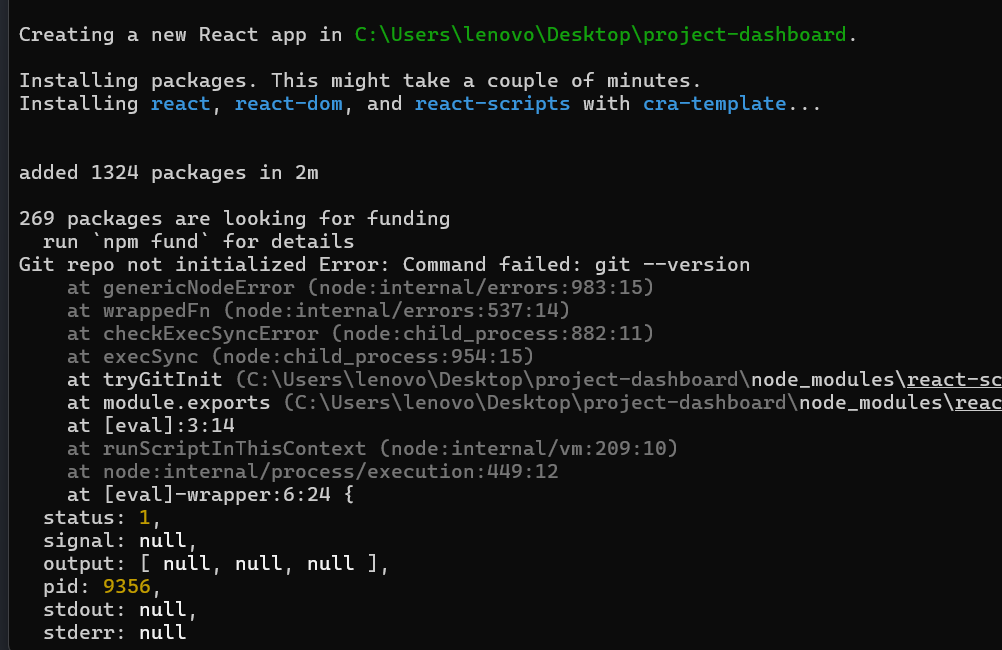 Creating a new React app in C:\Users\lenovo\Desktop\project-dashboard.
Installing packages. This might take a couple of minutes.
Installing react, react-dom, and react-scripts with cra-template...
added 1324 packages in 2m
269 packages are looking for funding
  run `npm fund` for details
Git repo not initialized Error: Command failed: git --version
    at genericNodeError (node:internal/errors:983:15)
    at wrappedFn (node:internal/errors:537:14)
    at checkExecSyncError (node:child_process:882:11)
    at execSync (node:child_process:954:15)
    at tryGitInit (C:\Users\lenovo\Desktop\project-dashboard\node_modules\react-sc
    at module.exports (C:\Users\lenovo\Desktop\project-dashboard\node_modules\reac
    at [eval]:3:14
    at runScriptInThisContext (node:internal/vm:209:10)
    at node:internal/process/execution:449:12
    at [eval]-wrapper:6:24 {
  status: 1,
  signal: null,
  output: [ null, null, null ],
  pid: 9356,
  stdout: null,
  stderr: null